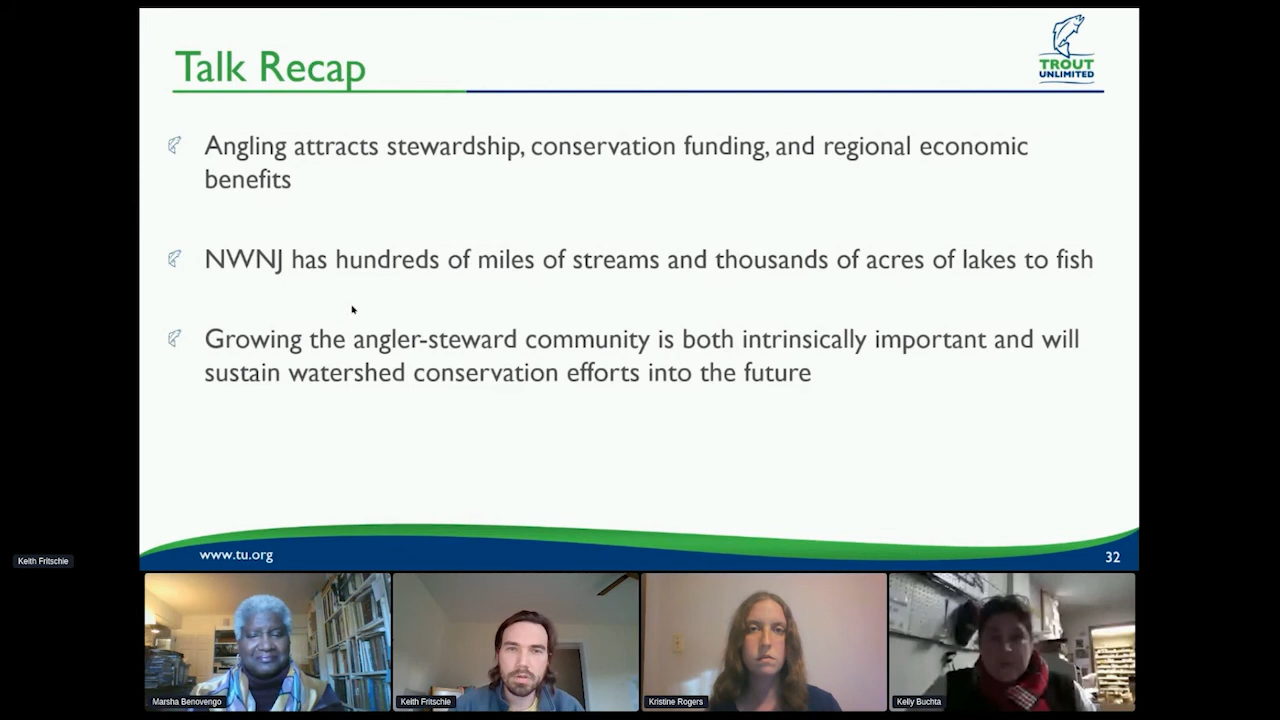 Talk Recap
TROUT
UNLIMITED
Angling attracts stewardship, conservation funding, and regional economic
benefits
NWNJ has hundreds of miles of streams and thousands of acres of lakes to fish
Growing the angler-steward community is both intrinsically important and will
sustain watershed conservation efforts into the future
www.tu.org
32
Keith Fritschie
Marsha Benovengo
Keith Fritschie
Kristine Rogers
Kelly Buchta